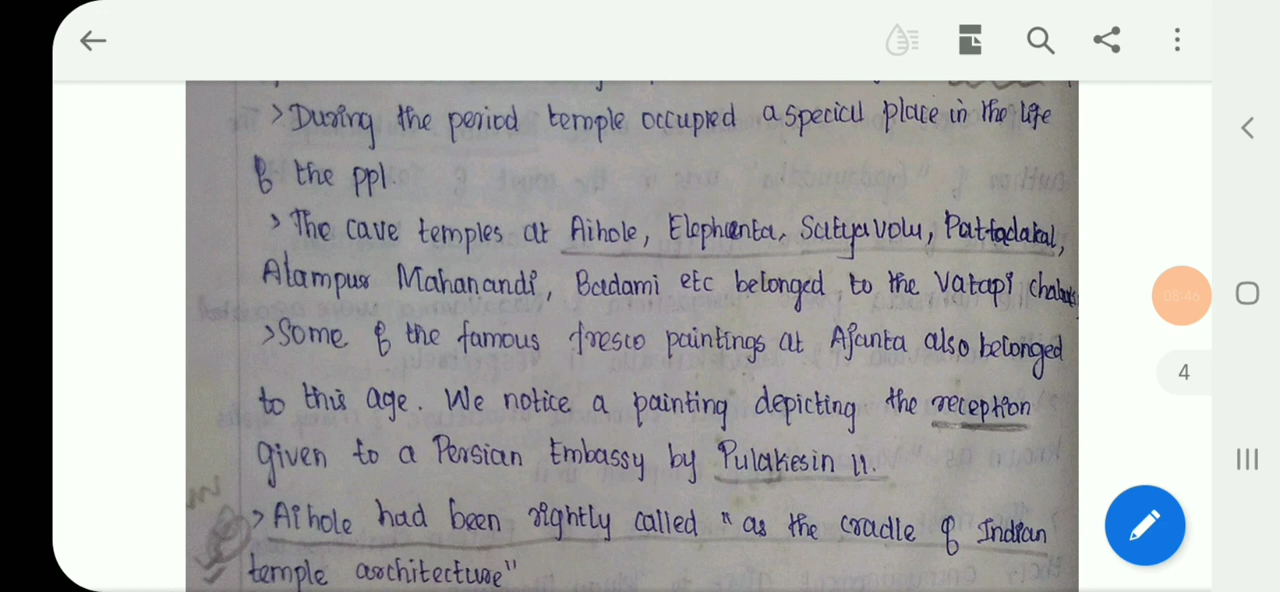 > During the period temple occupied a special place in the life
of the ppl.
> The cave temples at Aihole, Elephanta, Satyavolu, Pattadakal,
Alampur Mahanandi, Badami etc belonged to the Vatapi
> Some of the famous fresco paintings at Ajanta also belonged
to this age. We notice a painting depicting the reception
given to a Persian Embassy by Pulakesin II.
> Aihole had been rightly called " as the cradle of Indian
temple architecture"
08:46
4